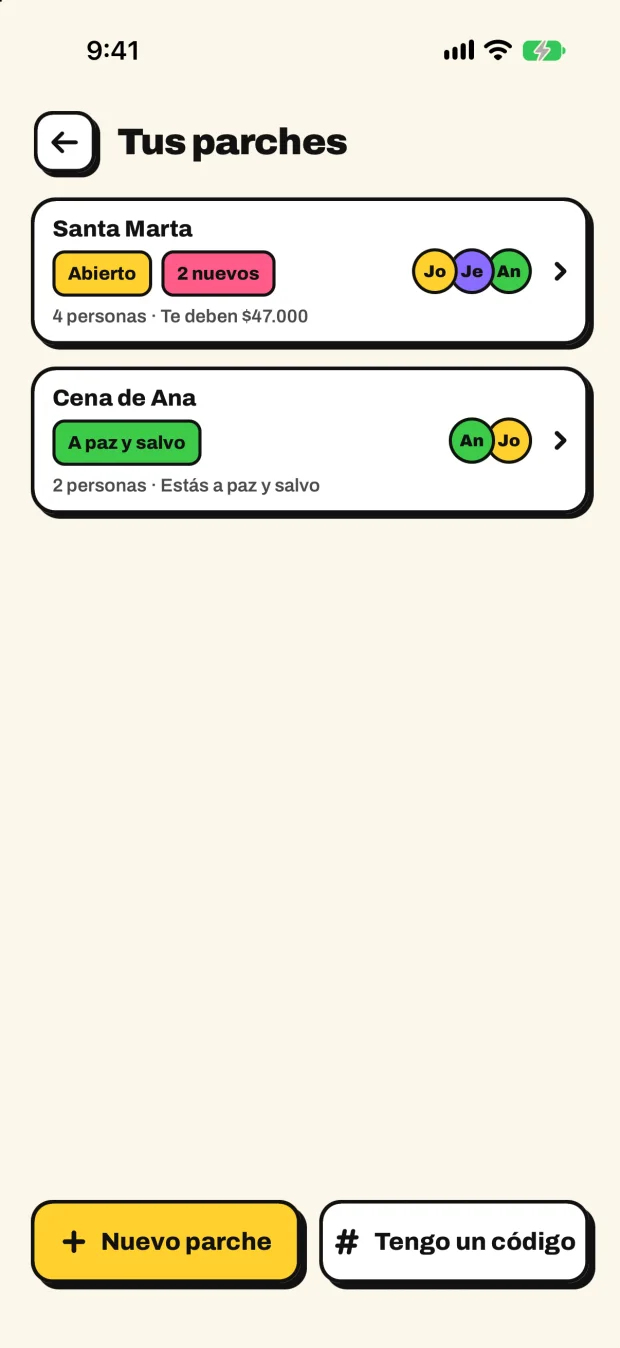 9:41
Tus parches
Santa Marta
Abierto 2 nuevos
Jo Je An
4 personas · Te deben $47.000
Cena de Ana
A paz y salvo
An Jo
2 personas · Estás a paz y salvo
+ Nuevo parche
# Tengo un código